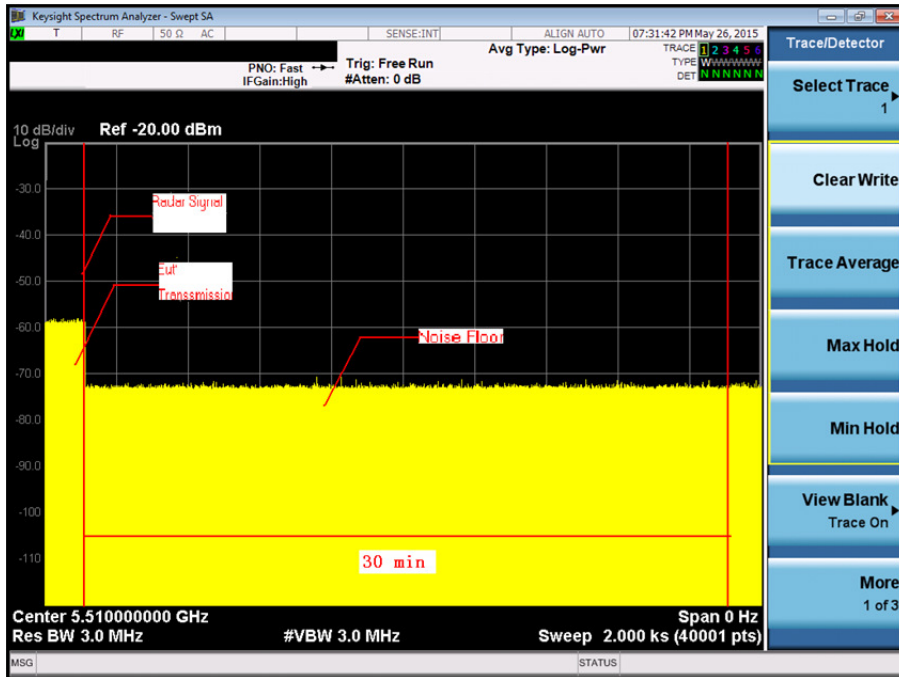 Keysight Spectrum Analyzer - Swept SA
LXI T RF 50 Ω AC SENSE:INT ALIGN AUTO 07:31:42 PM May 26, 2015
Avg Type: Log-Pwr
TRACE 1 2 3 4 5 6
TYPE WWWWWW
DET N N N N N N
PNO: Fast
IFGain:High
Trig: Free Run
#Atten: 0 dB
10 dB/div Ref -20.00 dBm
Log
-30.0
-40.0
-50.0
-60.0
-70.0
-80.0
-90.0
-100
-110
Radar Signal
Eut
Transsmission
Noise Floor
30 min
Center 5.510000000 GHz Span 0 Hz
Res BW 3.0 MHz #VBW 3.0 MHz Sweep 2.000 ks (40001 pts)
MSG STATUS
Trace/Detector
Select Trace
1
Clear Write
Trace Average
Max Hold
Min Hold
View Blank
Trace On
More
1 of 3